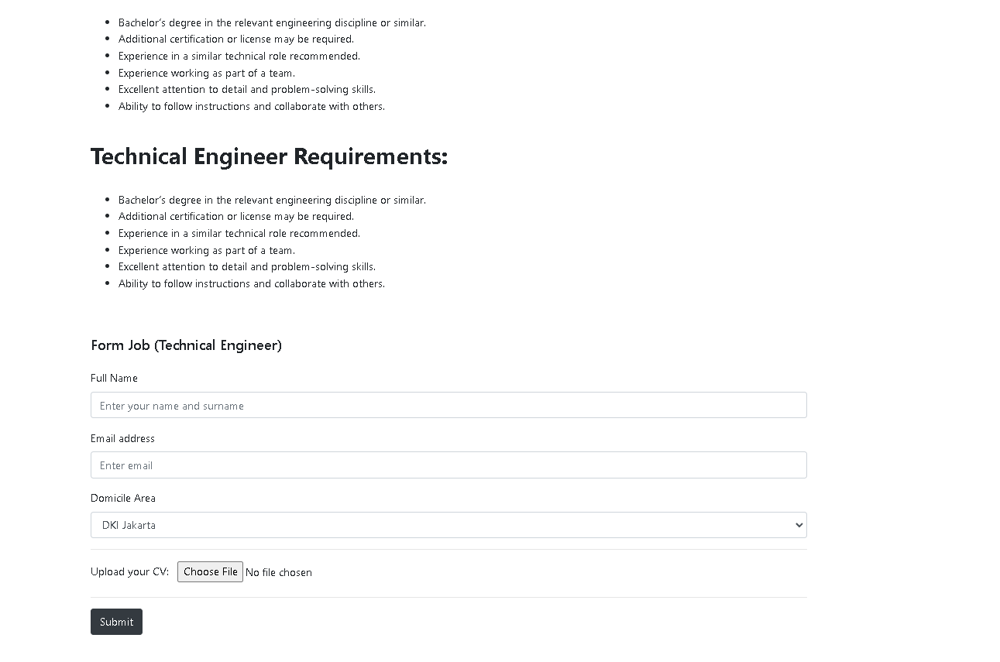 Bachelor's degree in the relevant engineering discipline or similar.
Additional certification or license may be required.
Experience in a similar technical role recommended.
Experience working as part of a team.
Excellent attention to detail and problem-solving skills.
Ability to follow instructions and collaborate with others.
Technical Engineer Requirements:
Bachelor's degree in the relevant engineering discipline or similar.
Additional certification or license may be required.
Experience in a similar technical role recommended.
Experience working as part of a team.
Excellent attention to detail and problem-solving skills.
Ability to follow instructions and collaborate with others.
Form Job (Technical Engineer)
Full Name
Enter your name and surname
Email address
Enter email
Domicile Area
DKI Jakarta
Upload your CV: Choose File No file chosen
Submit